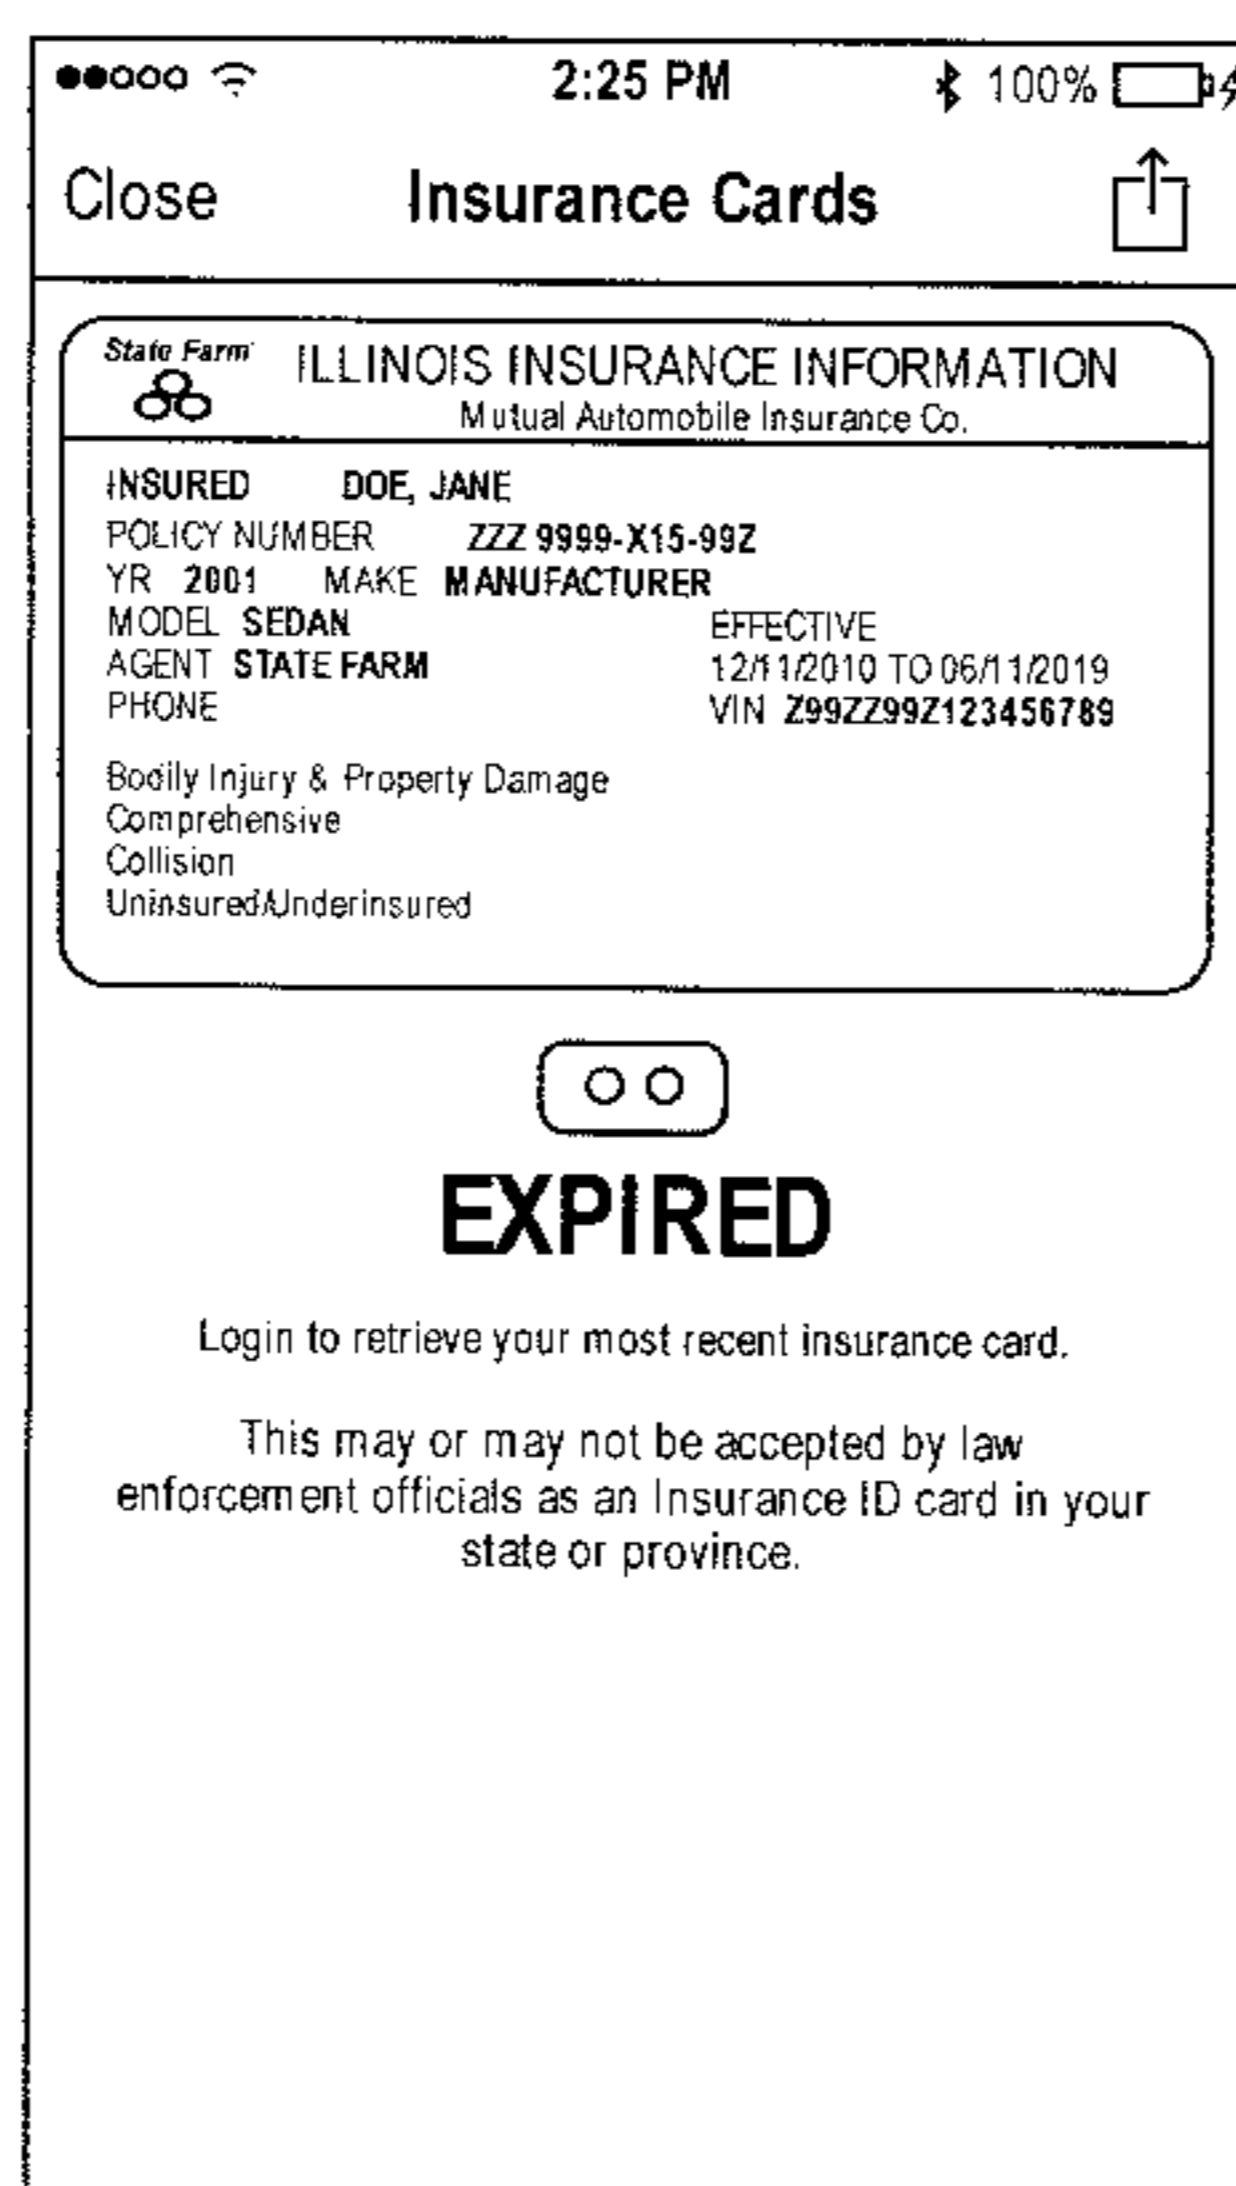 2:25 PM 100%
Close Insurance Cards
State Farm ILLINOIS INSURANCE INFORMATION
Mutual Automobile Insurance Co.
INSURED DOE, JANE
POLICY NUMBER ZZZ 9999-X15-99Z
YR 2001 MAKE MANUFACTURER
MODEL SEDAN EFFECTIVE
AGENT STATE FARM 12/11/2010 TO 06/11/2019
PHONE VIN Z99ZZ99Z123456789
Bodily Injury & Property Damage
Comprehensive
Collision
Uninsured/Underinsured
EXPIRED
Login to retrieve your most recent insurance card.
This may or may not be accepted by law
enforcement officials as an Insurance ID card in your
state or province.